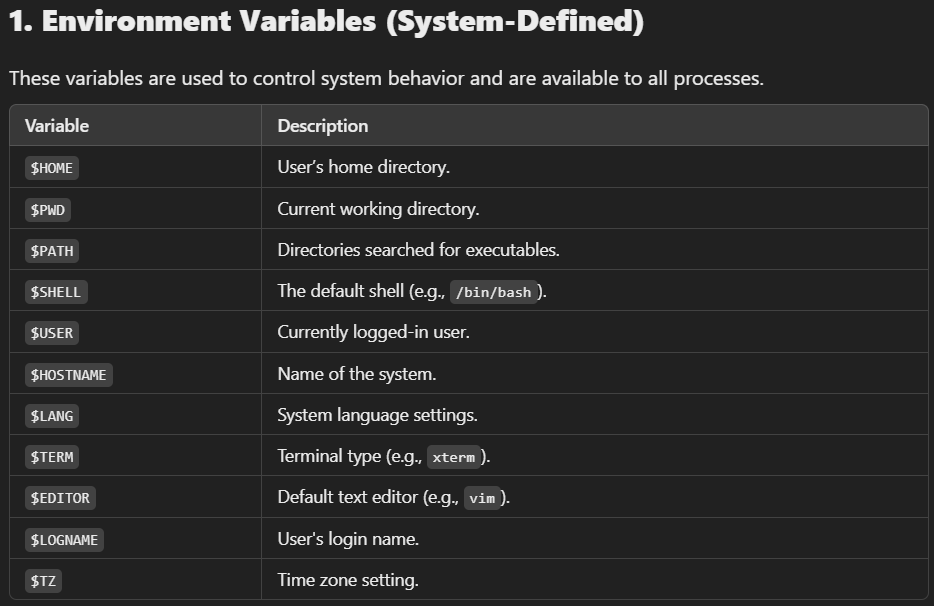 1. Environment Variables (System-Defined)
These variables are used to control system behavior and are available to all processes.
Variable Description
$HOME User’s home directory.
$PWD Current working directory.
$PATH Directories searched for executables.
$SHELL The default shell (e.g., /bin/bash).
$USER Currently logged-in user.
$HOSTNAME Name of the system.
$LANG System language settings.
$TERM Terminal type (e.g., xterm).
$EDITOR Default text editor (e.g., vim).
$LOGNAME User's login name.
$TZ Time zone setting.